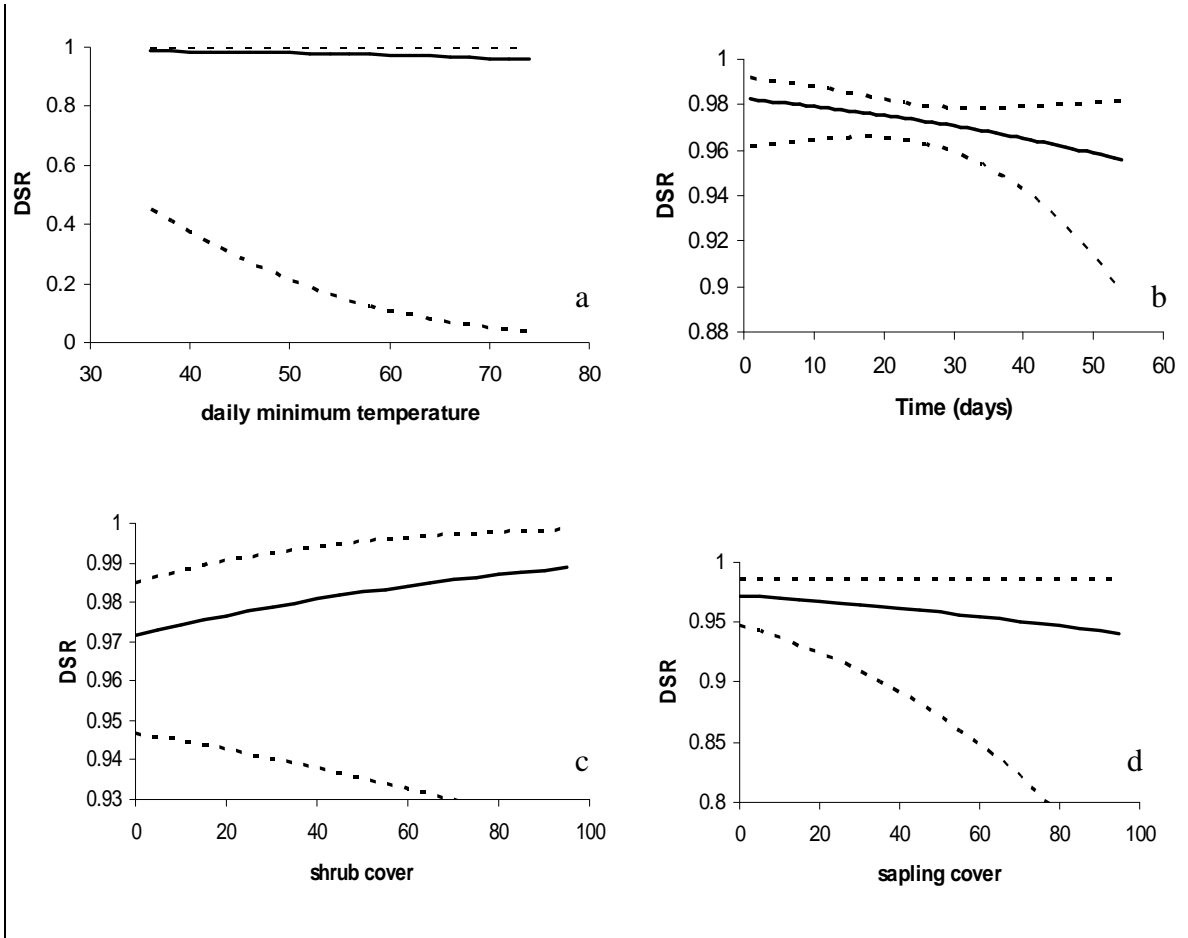 1
0.8
0.6
0.4
0.2
0
DSR
30 40 50 60 70 80
daily minimum temperature
a
1
0.98
0.96
0.94
0.92
0.9
0.88
DSR
0 10 20 30 40 50 60
Time (days)
b
1
0.99
0.98
0.97
0.96
0.95
0.94
0.93
DSR
0 20 40 60 80 100
shrub cover
c
1
0.95
0.9
0.85
0.8
DSR
0 20 40 60 80 100
sapling cover
d